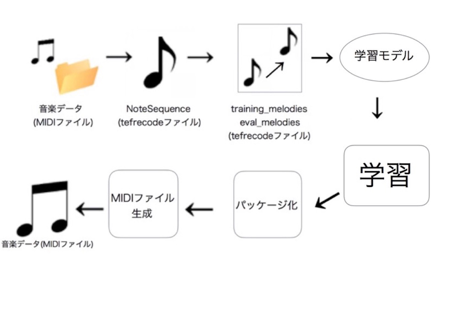 音楽データ
(MIDIファイル)
NoteSequence
(tefrecodeファイル)
training_melodies
eval_melodies
(tefrecodeファイル)
学習モデル
学習
パッケージ化
MIDIファイル
生成
音楽データ(MIDIファイル)